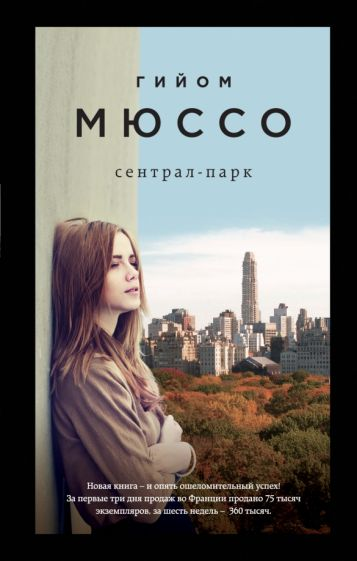 ГИЙОМ
МЮССО
сентрал-парк
Новая книга – и опять ошеломительный успех!
За первые три дня продаж во Франции продано 75 тысяч
экземпляров, за шесть недель – 360 тысяч.